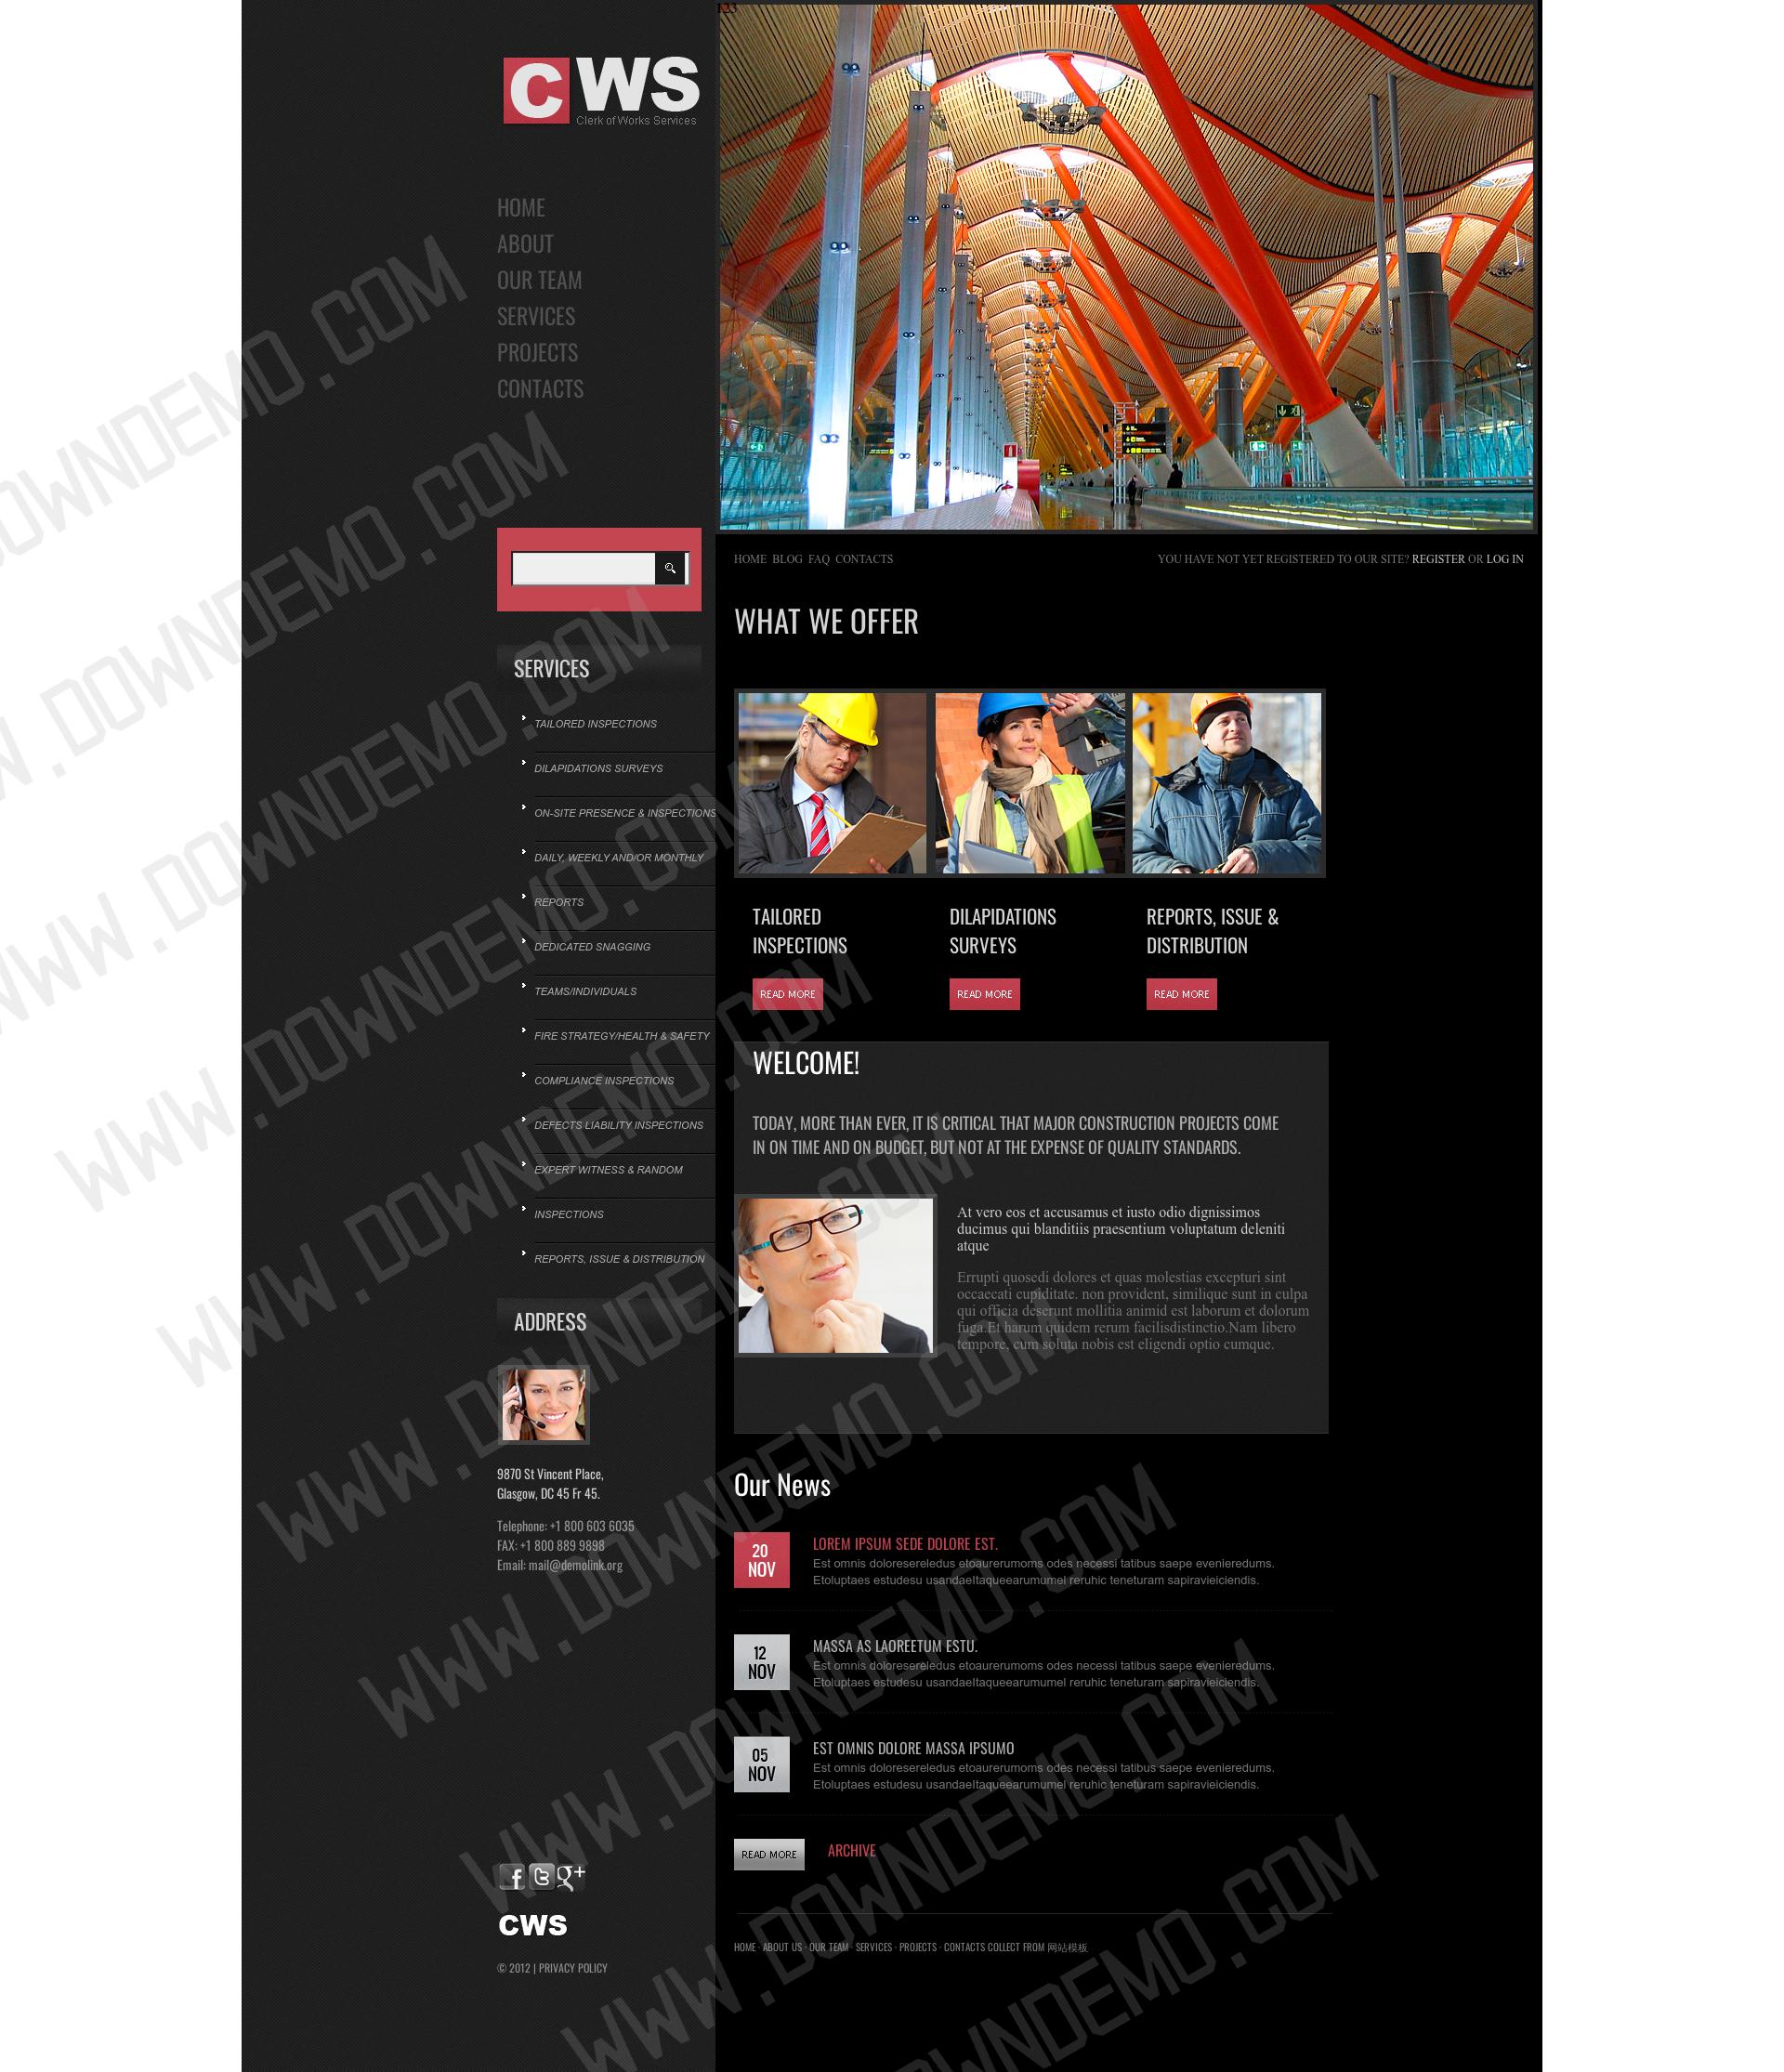 123
CWS
Clerk of Works Services
HOME
ABOUT
OUR TEAM
SERVICES
PROJECTS
CONTACTS
SERVICES
TAILORED INSPECTIONS
DILAPIDATIONS SURVEYS
ON-SITE PRESENCE & INSPECTIONS
DAILY, WEEKLY AND/OR MONTHLY
REPORTS
DEDICATED SNAGGING
TEAMS/INDIVIDUALS
FIRE STRATEGY/HEALTH & SAFETY
COMPLIANCE INSPECTIONS
DEFECTS LIABILITY INSPECTIONS
EXPERT WITNESS & RANDOM
INSPECTIONS
REPORTS, ISSUE & DISTRIBUTION
ADDRESS
9870 St Vincent Place,
Glasgow, DC 45 Fr 45.
Telephone: +1 800 603 6035
FAX: +1 800 889 9898
Email: mail@demolink.org
CWS
© 2012 | PRIVACY POLICY
HOME BLOG FAQ CONTACTS
YOU HAVE NOT YET REGISTERED TO OUR SITE? REGISTER OR LOG IN
WHAT WE OFFER
TAILORED
INSPECTIONS
READ MORE
DILAPIDATIONS
SURVEYS
READ MORE
REPORTS, ISSUE &
DISTRIBUTION
READ MORE
WELCOME!
TODAY, MORE THAN EVER, IT IS CRITICAL THAT MAJOR CONSTRUCTION PROJECTS COME
IN ON TIME AND ON BUDGET, BUT NOT AT THE EXPENSE OF QUALITY STANDARDS.
At vero eos et accusamus et iusto odio dignissimos
ducimus qui blanditiis praesentium voluptatum deleniti
atque
Errupti quosedi dolores et quas molestias excepturi sint
occaecati cupiditate. non provident, similique sunt in culpa
qui officia deserunt mollitia animid est laborum et dolorum
fuga.Et harum quidem rerum facilisdistinctio.Nam libero
tempore, cum soluta nobis est eligendi optio cumque.
Our News
20
NOV
LOREM IPSUM SEDE DOLORE EST.
Est omnis doloresereledus etoaurerumoms odes necessi tatibus saepe evenieredums.
Etoluptaes estudesu usandaeItaqueearumumel reruhic teneturam sapiravieiciendis.
12
NOV
MASSA AS LAOREETUM ESTU.
Est omnis doloresereledus etoaurerumoms odes necessi tatibus saepe evenieredums.
Etoluptaes estudesu usandaeItaqueearumumel reruhic teneturam sapiravieiciendis.
05
NOV
EST OMNIS DOLORE MASSA IPSUMO
Est omnis doloresereledus etoaurerumoms odes necessi tatibus saepe evenieredums.
Etoluptaes estudesu usandaeItaqueearumumel reruhic teneturam sapiravieiciendis.
READ MORE
ARCHIVE
HOME · ABOUT US · OUR TEAM · SERVICES · PROJECTS · CONTACTS COLLECT FROM 网站模板
WWW.DOWNDEMO.COM